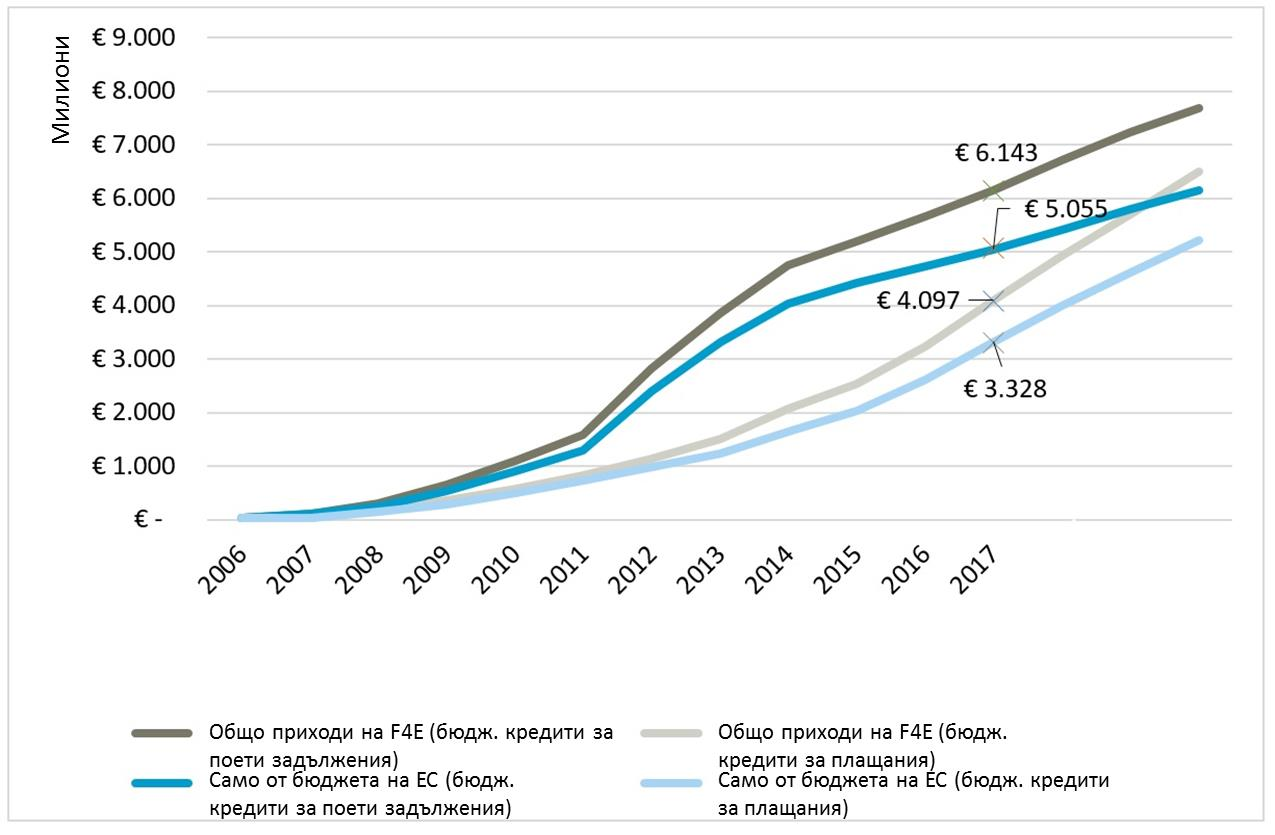 Милиони
€ 9.000
€ 8.000
€ 7.000
€ 6.000
€ 5.000
€ 4.000
€ 3.000
€ 2.000
€ 1.000
€ -
€ 6.143
€ 5.055
€ 4.097
€ 3.328
2006
2007
2008
2009
2010
2011
2012
2013
2014
2015
2016
2017
Общо приходи на F4E (бюдж. кредити за
поети задължения)
Общо приходи на F4E (бюдж.
кредити за плащания)
Само от бюджета на ЕС (бюдж.
кредити за поети задължения)
Само от бюджета на ЕС (бюдж. кредити
за плащания)